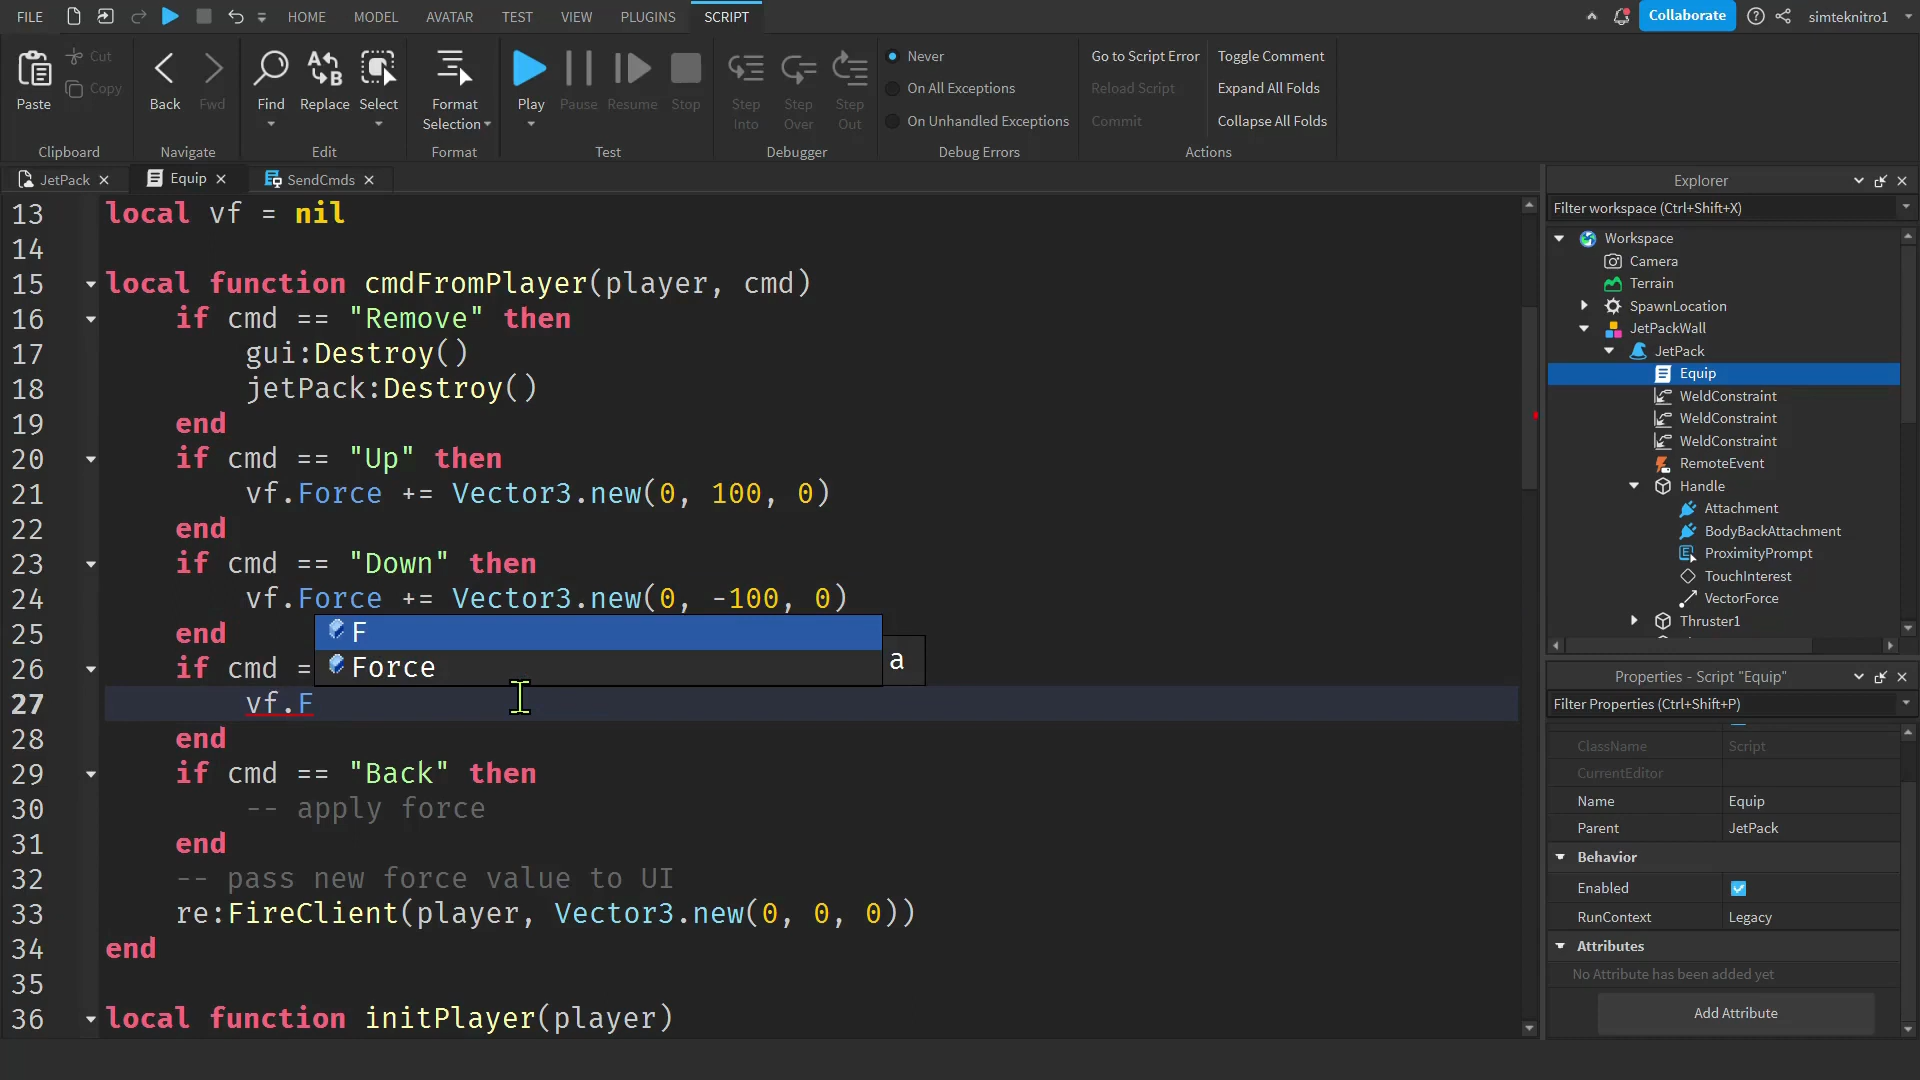 FILE HOME MODEL AVATAR TEST VIEW PLUGINS SCRIPT Collaborate simteknitro1
Paste Cut Copy
Clipboard
Back Fwd
Navigate
Find Replace Select
Edit
Format Selection
Format
Play Pause Resume Stop
Test
Step Into Step Over Step Out
Debugger
Never
On All Exceptions
On Unhandled Exceptions
Debug Errors
Go to Script Error Toggle Comment
Reload Script Expand All Folds
Commit Collapse All Folds
Actions
JetPack Equip SendCmds
13 local vf = nil
14
15 local function cmdFromPlayer(player, cmd)
16 if cmd == "Remove" then
17 gui:Destroy()
18 jetPack:Destroy()
19 end
20 if cmd == "Up" then
21 vf.Force += Vector3.new(0, 100, 0)
22 end
23 if cmd == "Down" then
24 vf.Force += Vector3.new(0, -100, 0)
25 end
26 if cmd =
27 vf.F
28 end
29 if cmd == "Back" then
30 -- apply force
31 end
32 -- pass new force value to UI
33 re:FireClient(player, Vector3.new(0, 0, 0))
34 end
35
36 local function initPlayer(player)
F
Force
a
Explorer
Filter workspace (Ctrl+Shift+X)
Workspace
Camera
Terrain
SpawnLocation
JetPackWall
JetPack
Equip
WeldConstraint
WeldConstraint
WeldConstraint
RemoteEvent
Handle
Attachment
BodyBackAttachment
ProximityPrompt
TouchInterest
VectorForce
Thruster1
Properties - Script "Equip"
Filter Properties (Ctrl+Shift+P)
ClassName Script
CurrentEditor
Name Equip
Parent JetPack
Behavior
Enabled
RunContext Legacy
Attributes
No Attribute has been added yet
Add Attribute